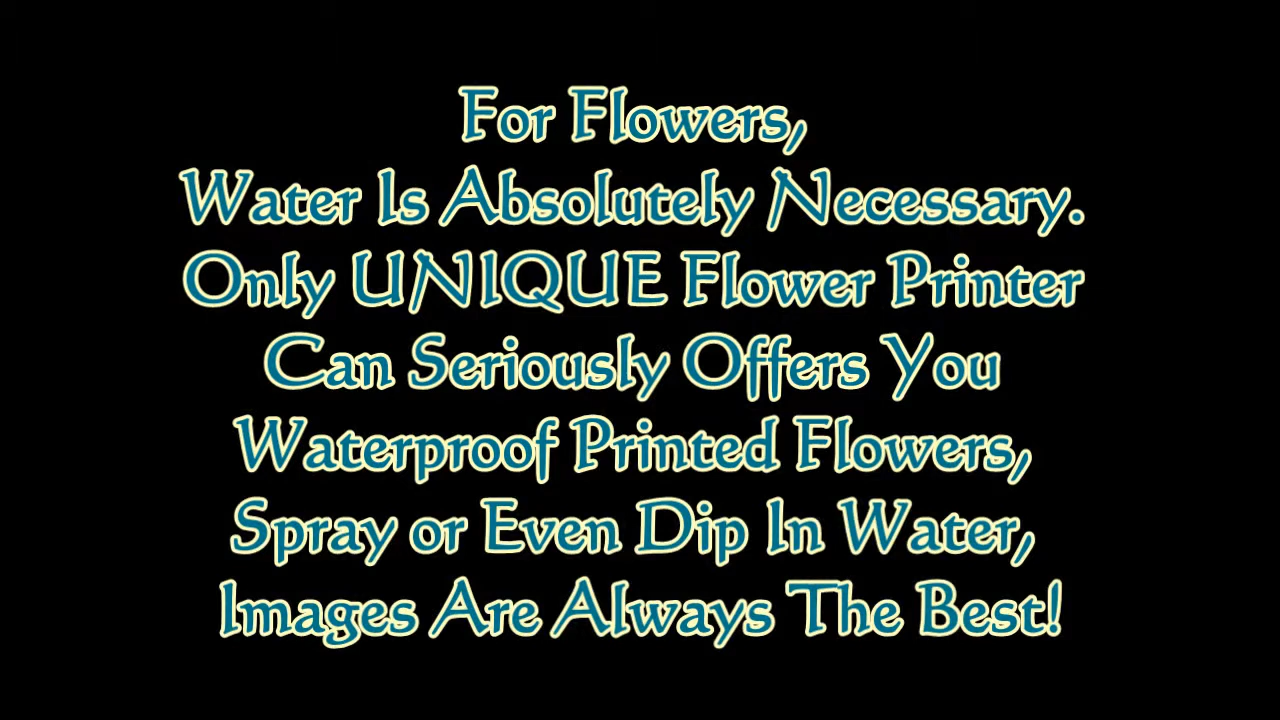 For Flowers,
Water Is Absolutely Necessary.
Only UNIQUE Flower Printer
Can Seriously Offers You
Waterproof Printed Flowers,
Spray or Even Dip In Water,
Images Are Always The Best!